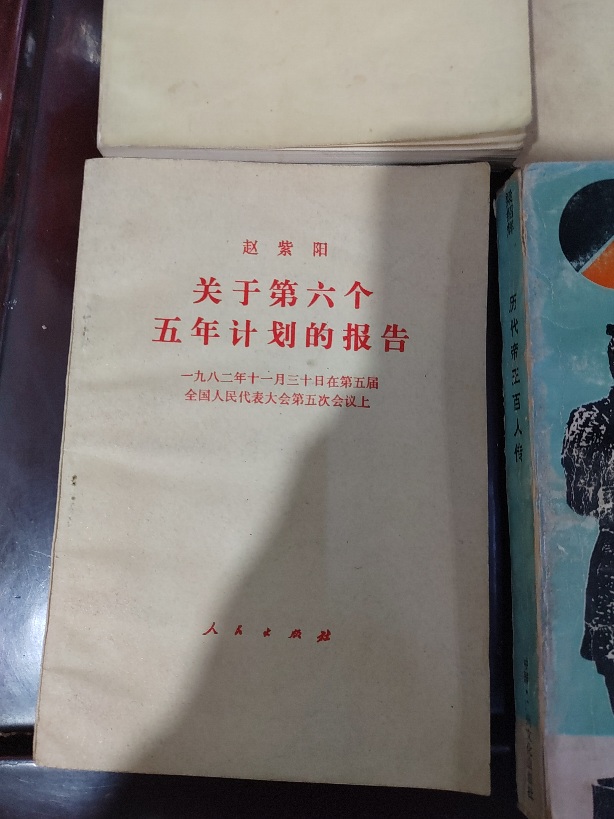 赵紫阳
关于第六个
五年计划的报告
一九八二年十一月三十日在第五届
全国人民代表大会第五次会议上
人民出版社
历代帝王百人传